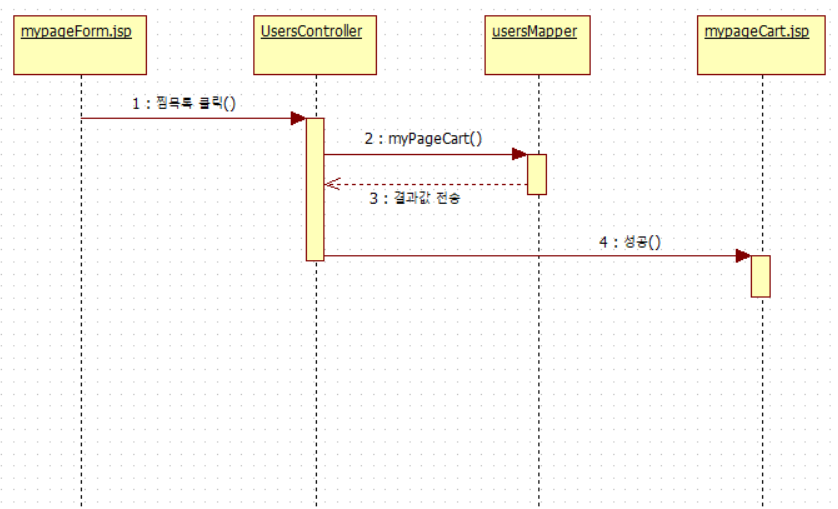 mypageForm.jsp
UsersController
usersMapper
mypageCart.jsp
1 : 찜목록 클릭()
2 : myPageCart()
3 : 결과값 전송
4 : 성공()